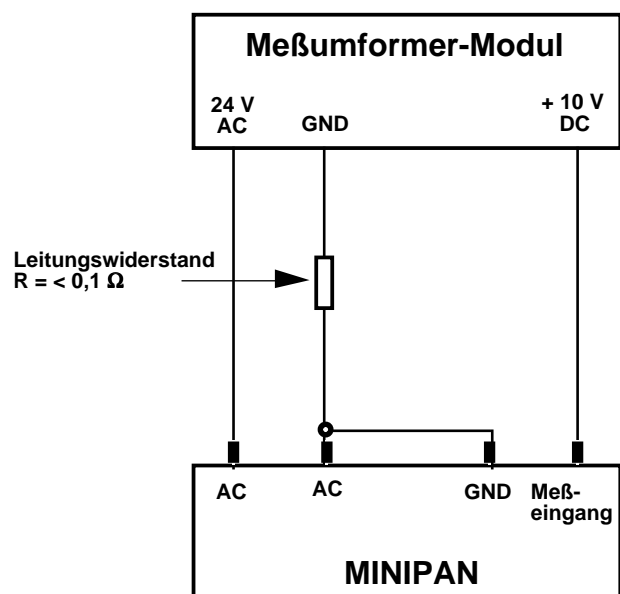 Meßumformer-Modul
24 V
AC
GND
+ 10 V
DC
Leitungswiderstand
R = < 0,1 Ω
AC
AC
GND
Meß-
eingang
MINIPAN